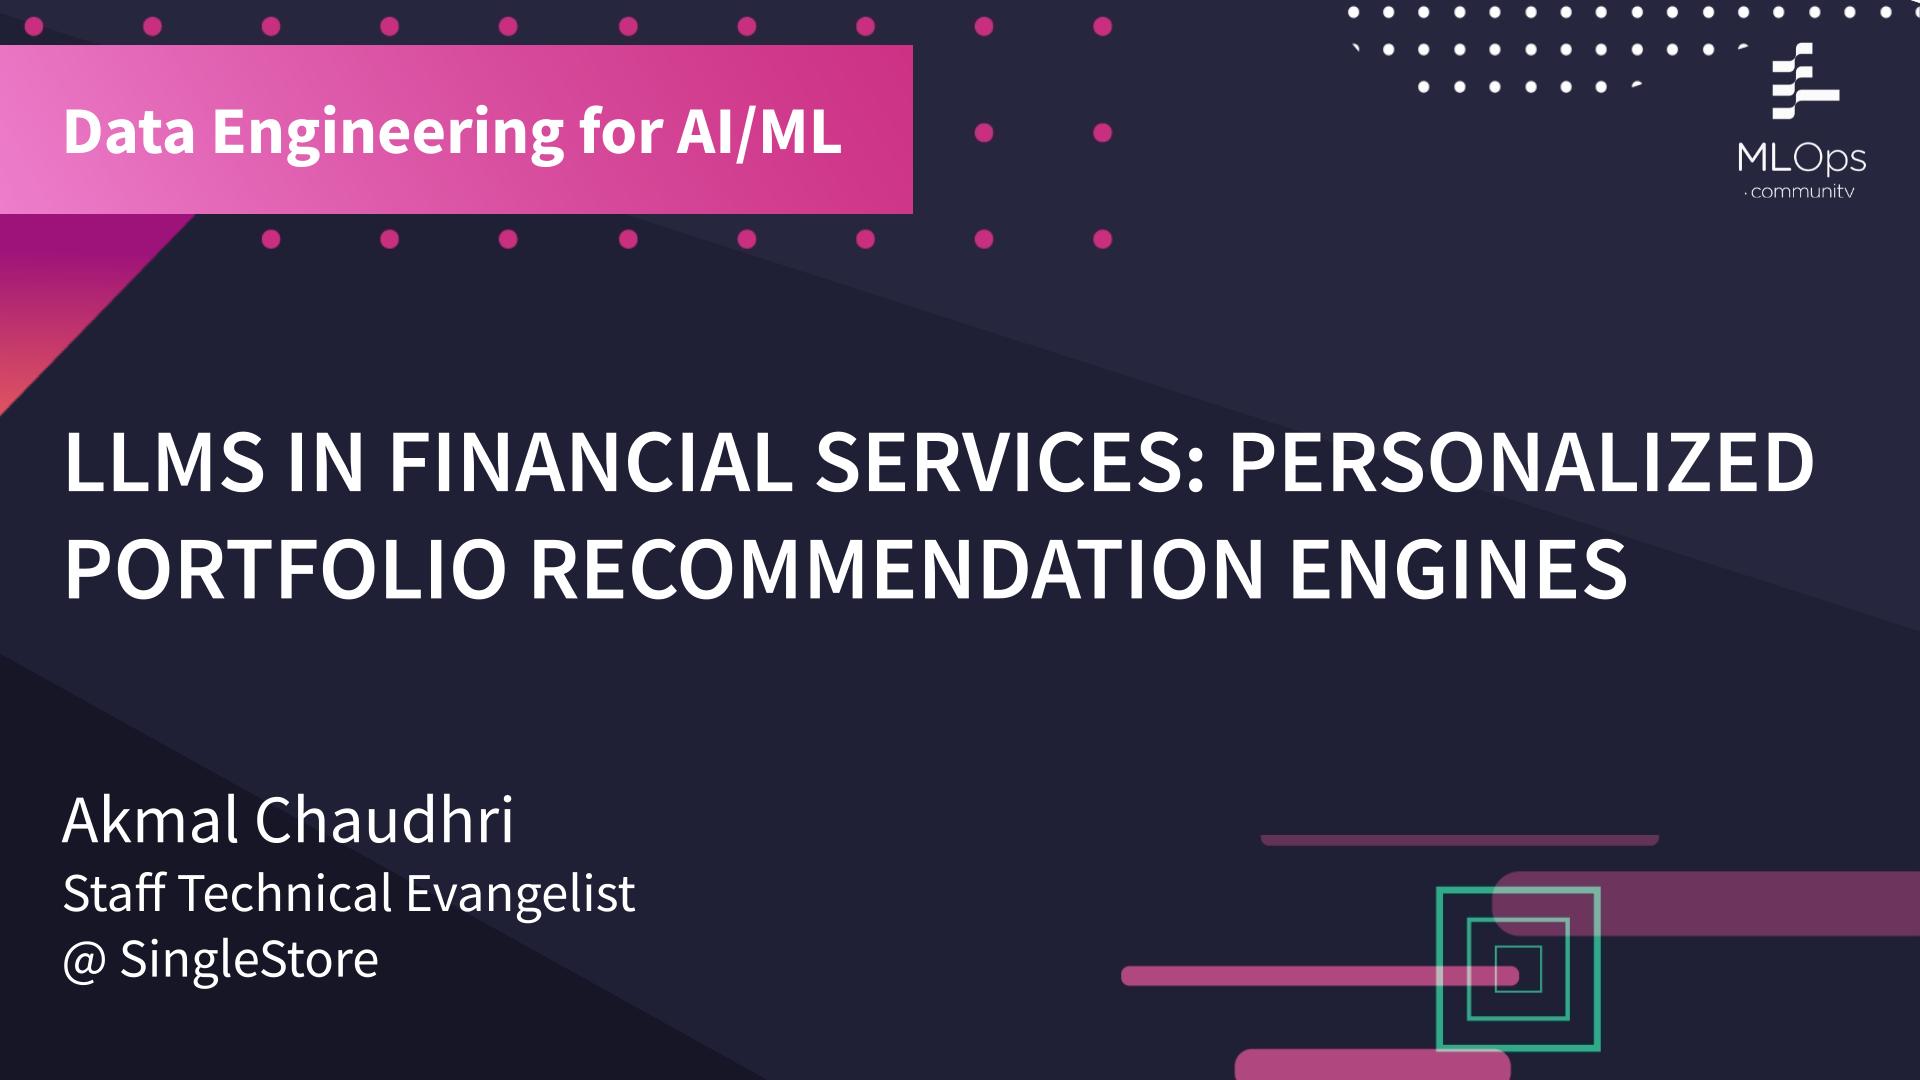 Data Engineering for AI/ML
MLOps
.community
LLMS IN FINANCIAL SERVICES: PERSONALIZED
PORTFOLIO RECOMMENDATION ENGINES
Akmal Chaudhri
Staff Technical Evangelist
@ SingleStore